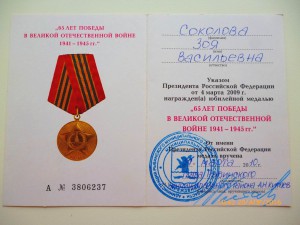 "65 ЛЕТ ПОБЕДЫ
В ВЕЛИКОЙ ОТЕЧЕСТВЕННОЙ ВОЙНЕ
1941–1945 гг."
А № 3806237
Соколова
Зоя
Васильевна
Указом
Президента Российской Федерации
от 4 марта 2009 г.
награжден(а) юбилейной медалью
"65 ЛЕТ ПОБЕДЫ
В ВЕЛИКОЙ ОТЕЧЕСТВЕННОЙ
ВОЙНЕ 1941–1945 гг."
От имени
Президента Российской Федерации
медаль вручена